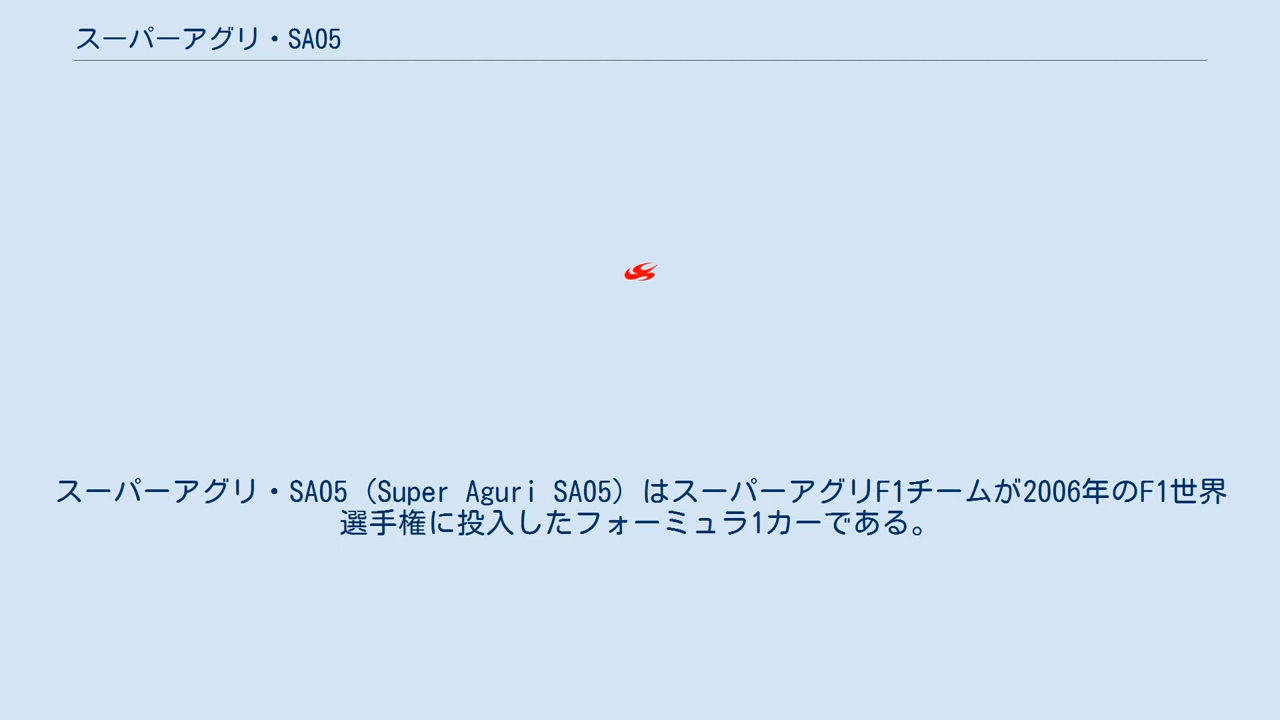 スーパーアグリ・SA05
スーパーアグリ・SA05（Super Aguri SA05）はスーパーアグリF1チームが2006年のF1世界
選手権に投入したフォーミュラ1カーである。